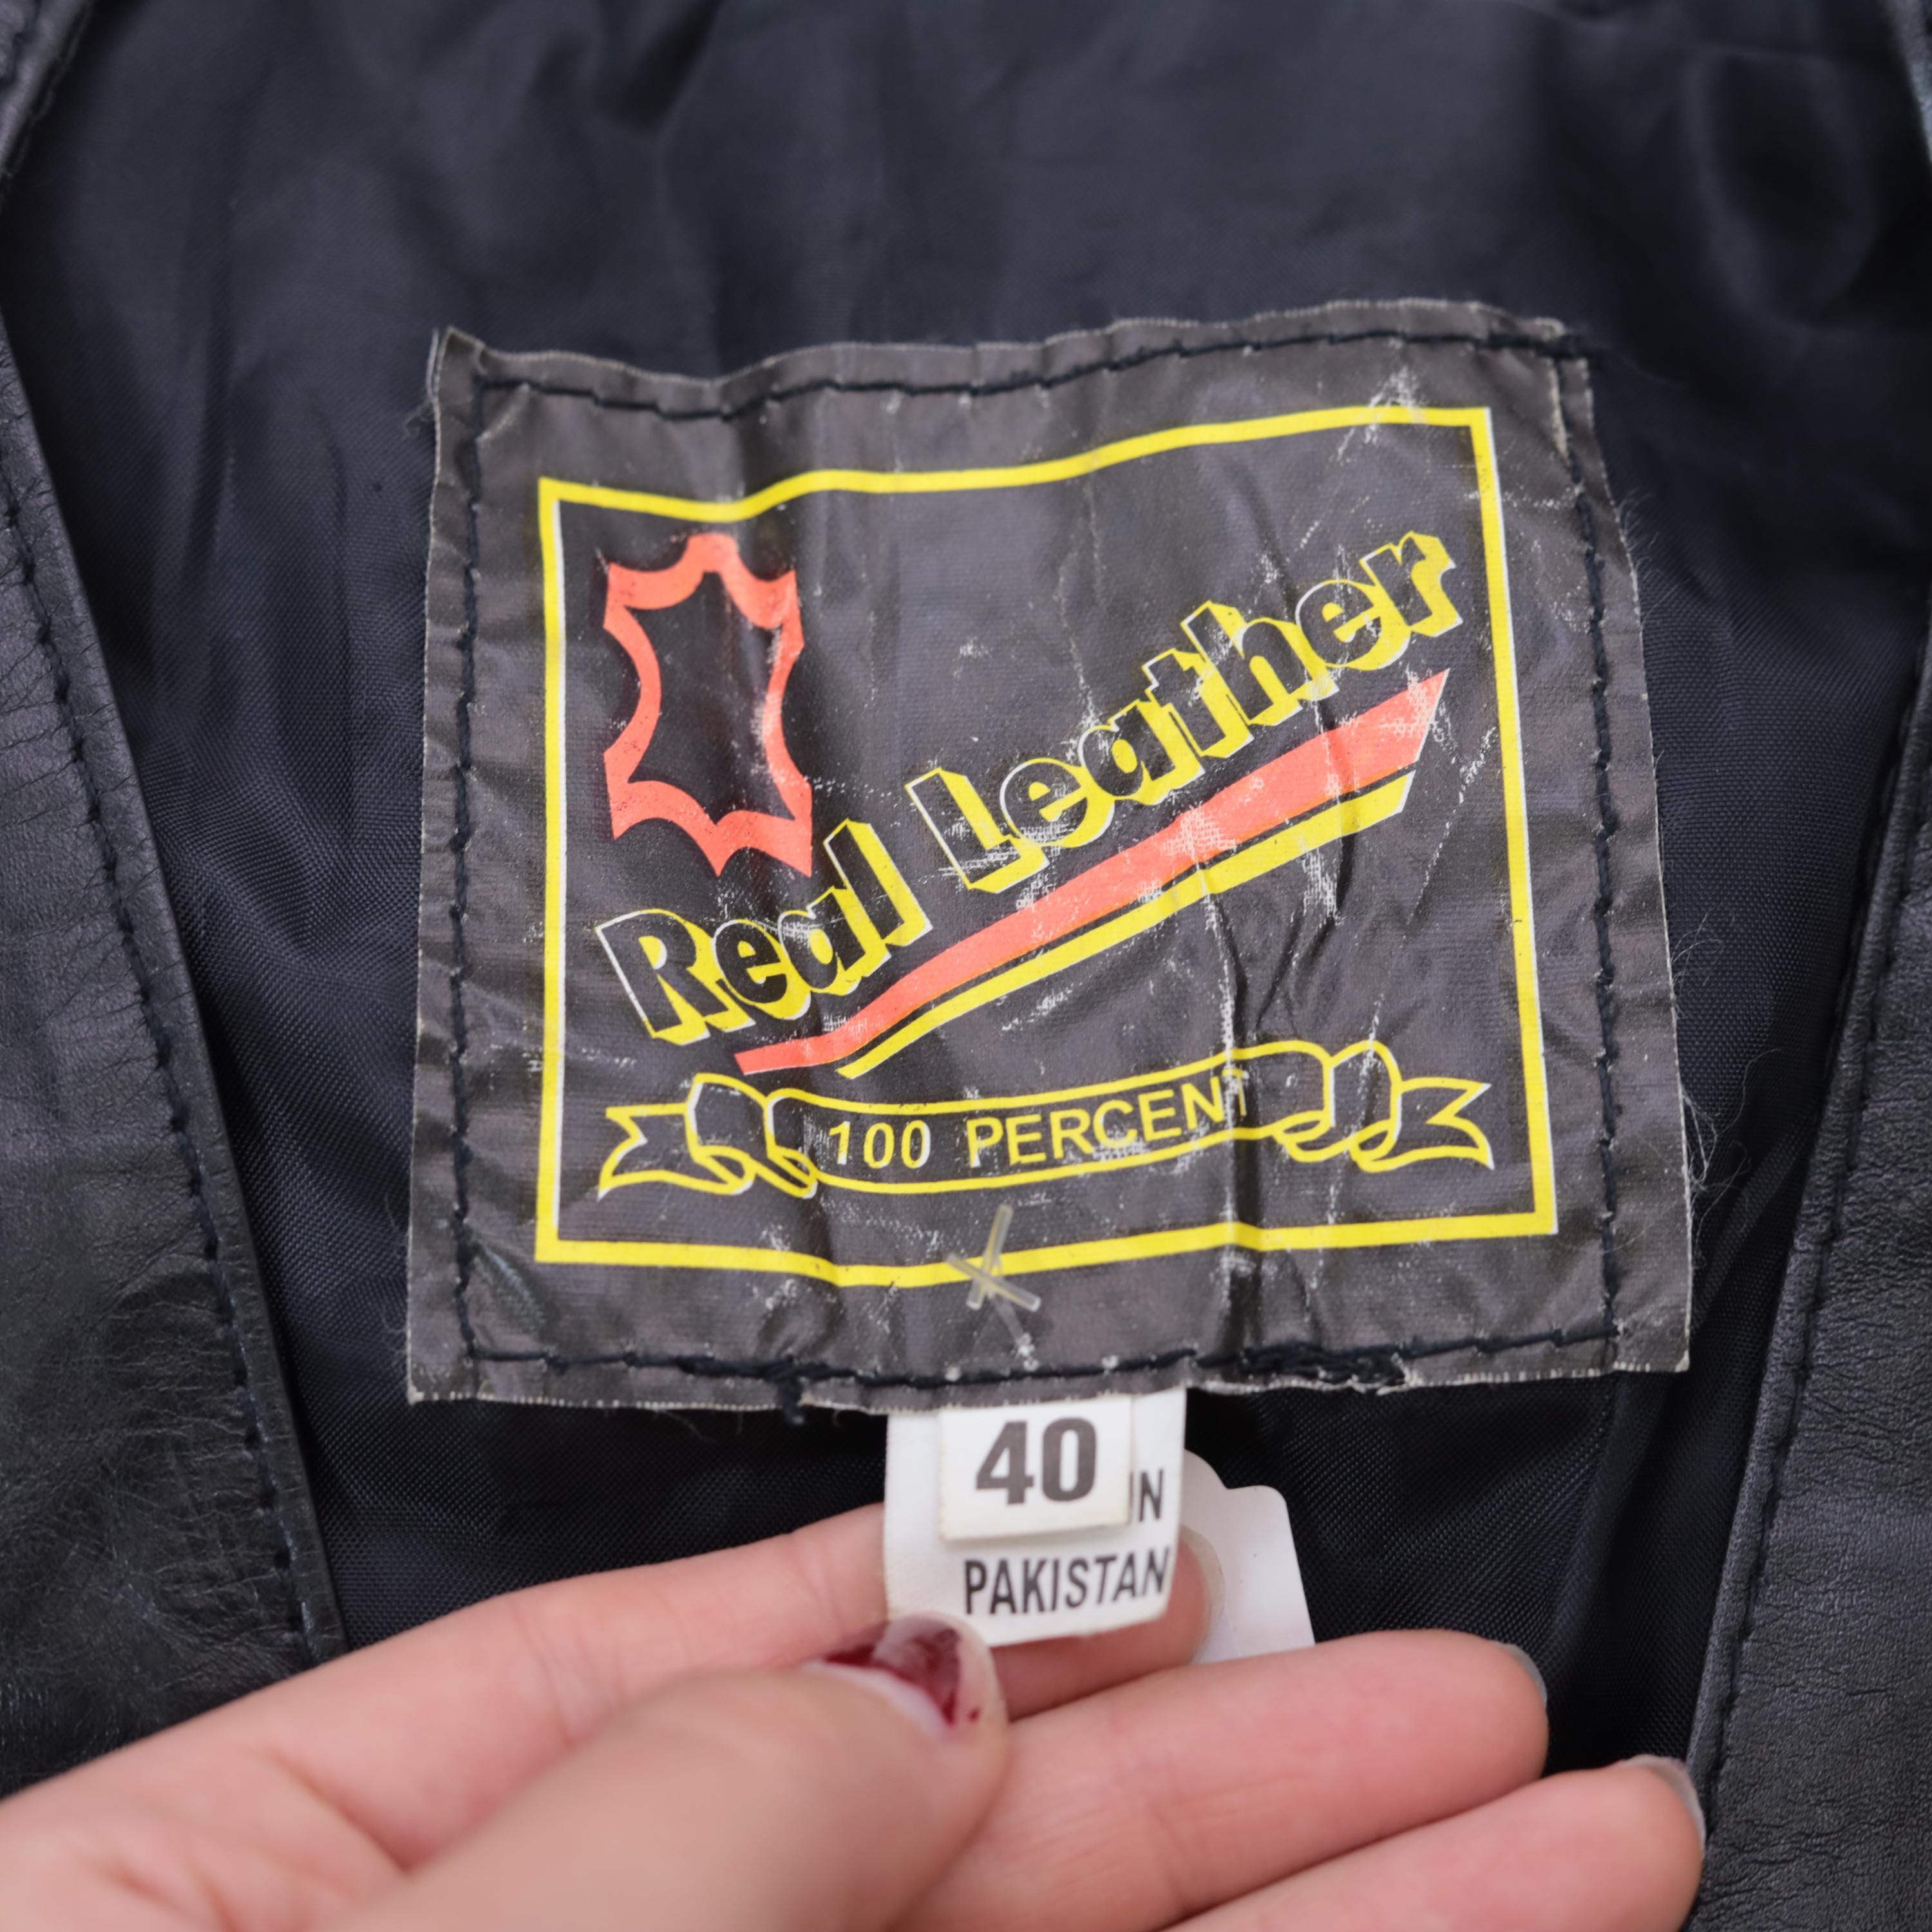 Real Leather
100 PERCENT
40
IN
PAKISTAN